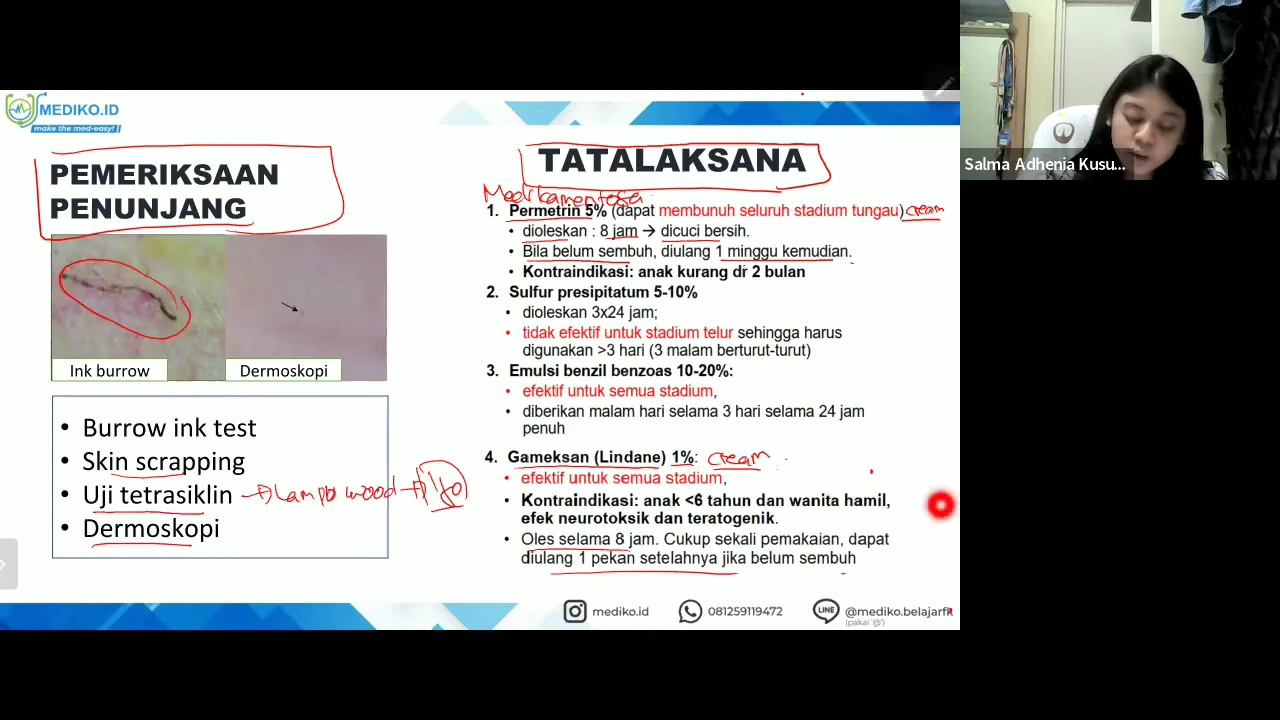 MEDIKO.ID
make the med-easy!
PEMERIKSAAN
PENUNJANG
Ink burrow
Dermoskopi
• Burrow ink test
• Skin scrapping
• Uji tetrasiklin → Lampu wood →
• Dermoskopi
TATALAKSANA
Medikamentosa
1. Permetrin 5% (dapat membunuh seluruh stadium tungau) cream
• dioleskan : 8 jam → dicuci bersih.
• Bila belum sembuh, diulang 1 minggu kemudian.
• Kontraindikasi: anak kurang dr 2 bulan
2. Sulfur presipitatum 5-10%
• dioleskan 3x24 jam;
• tidak efektif untuk stadium telur sehingga harus
digunakan >3 hari (3 malam berturut-turut)
3. Emulsi benzil benzoas 10-20%:
• efektif untuk semua stadium,
• diberikan malam hari selama 3 hari selama 24 jam
penuh
4. Gameksan (Lindane) 1%: cream
• efektif untuk semua stadium,
• Kontraindikasi: anak <6 tahun dan wanita hamil,
efek neurotoksik dan teratogenik.
• Oles selama 8 jam. Cukup sekali pemakaian, dapat
diulang 1 pekan setelahnya jika belum sembuh
mediko.id
081259119472
LINE
@mediko.belajarfk
(pakai '@')
Salma Adhenia Kusu...